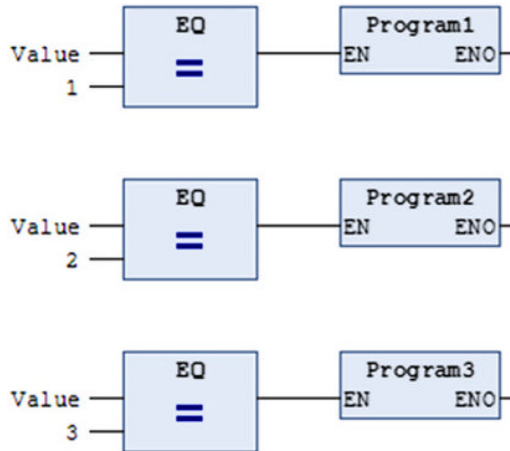 EQ
Program1
Value
EN ENO
1
EQ
Program2
Value
EN ENO
2
EQ
Program3
Value
EN ENO
3